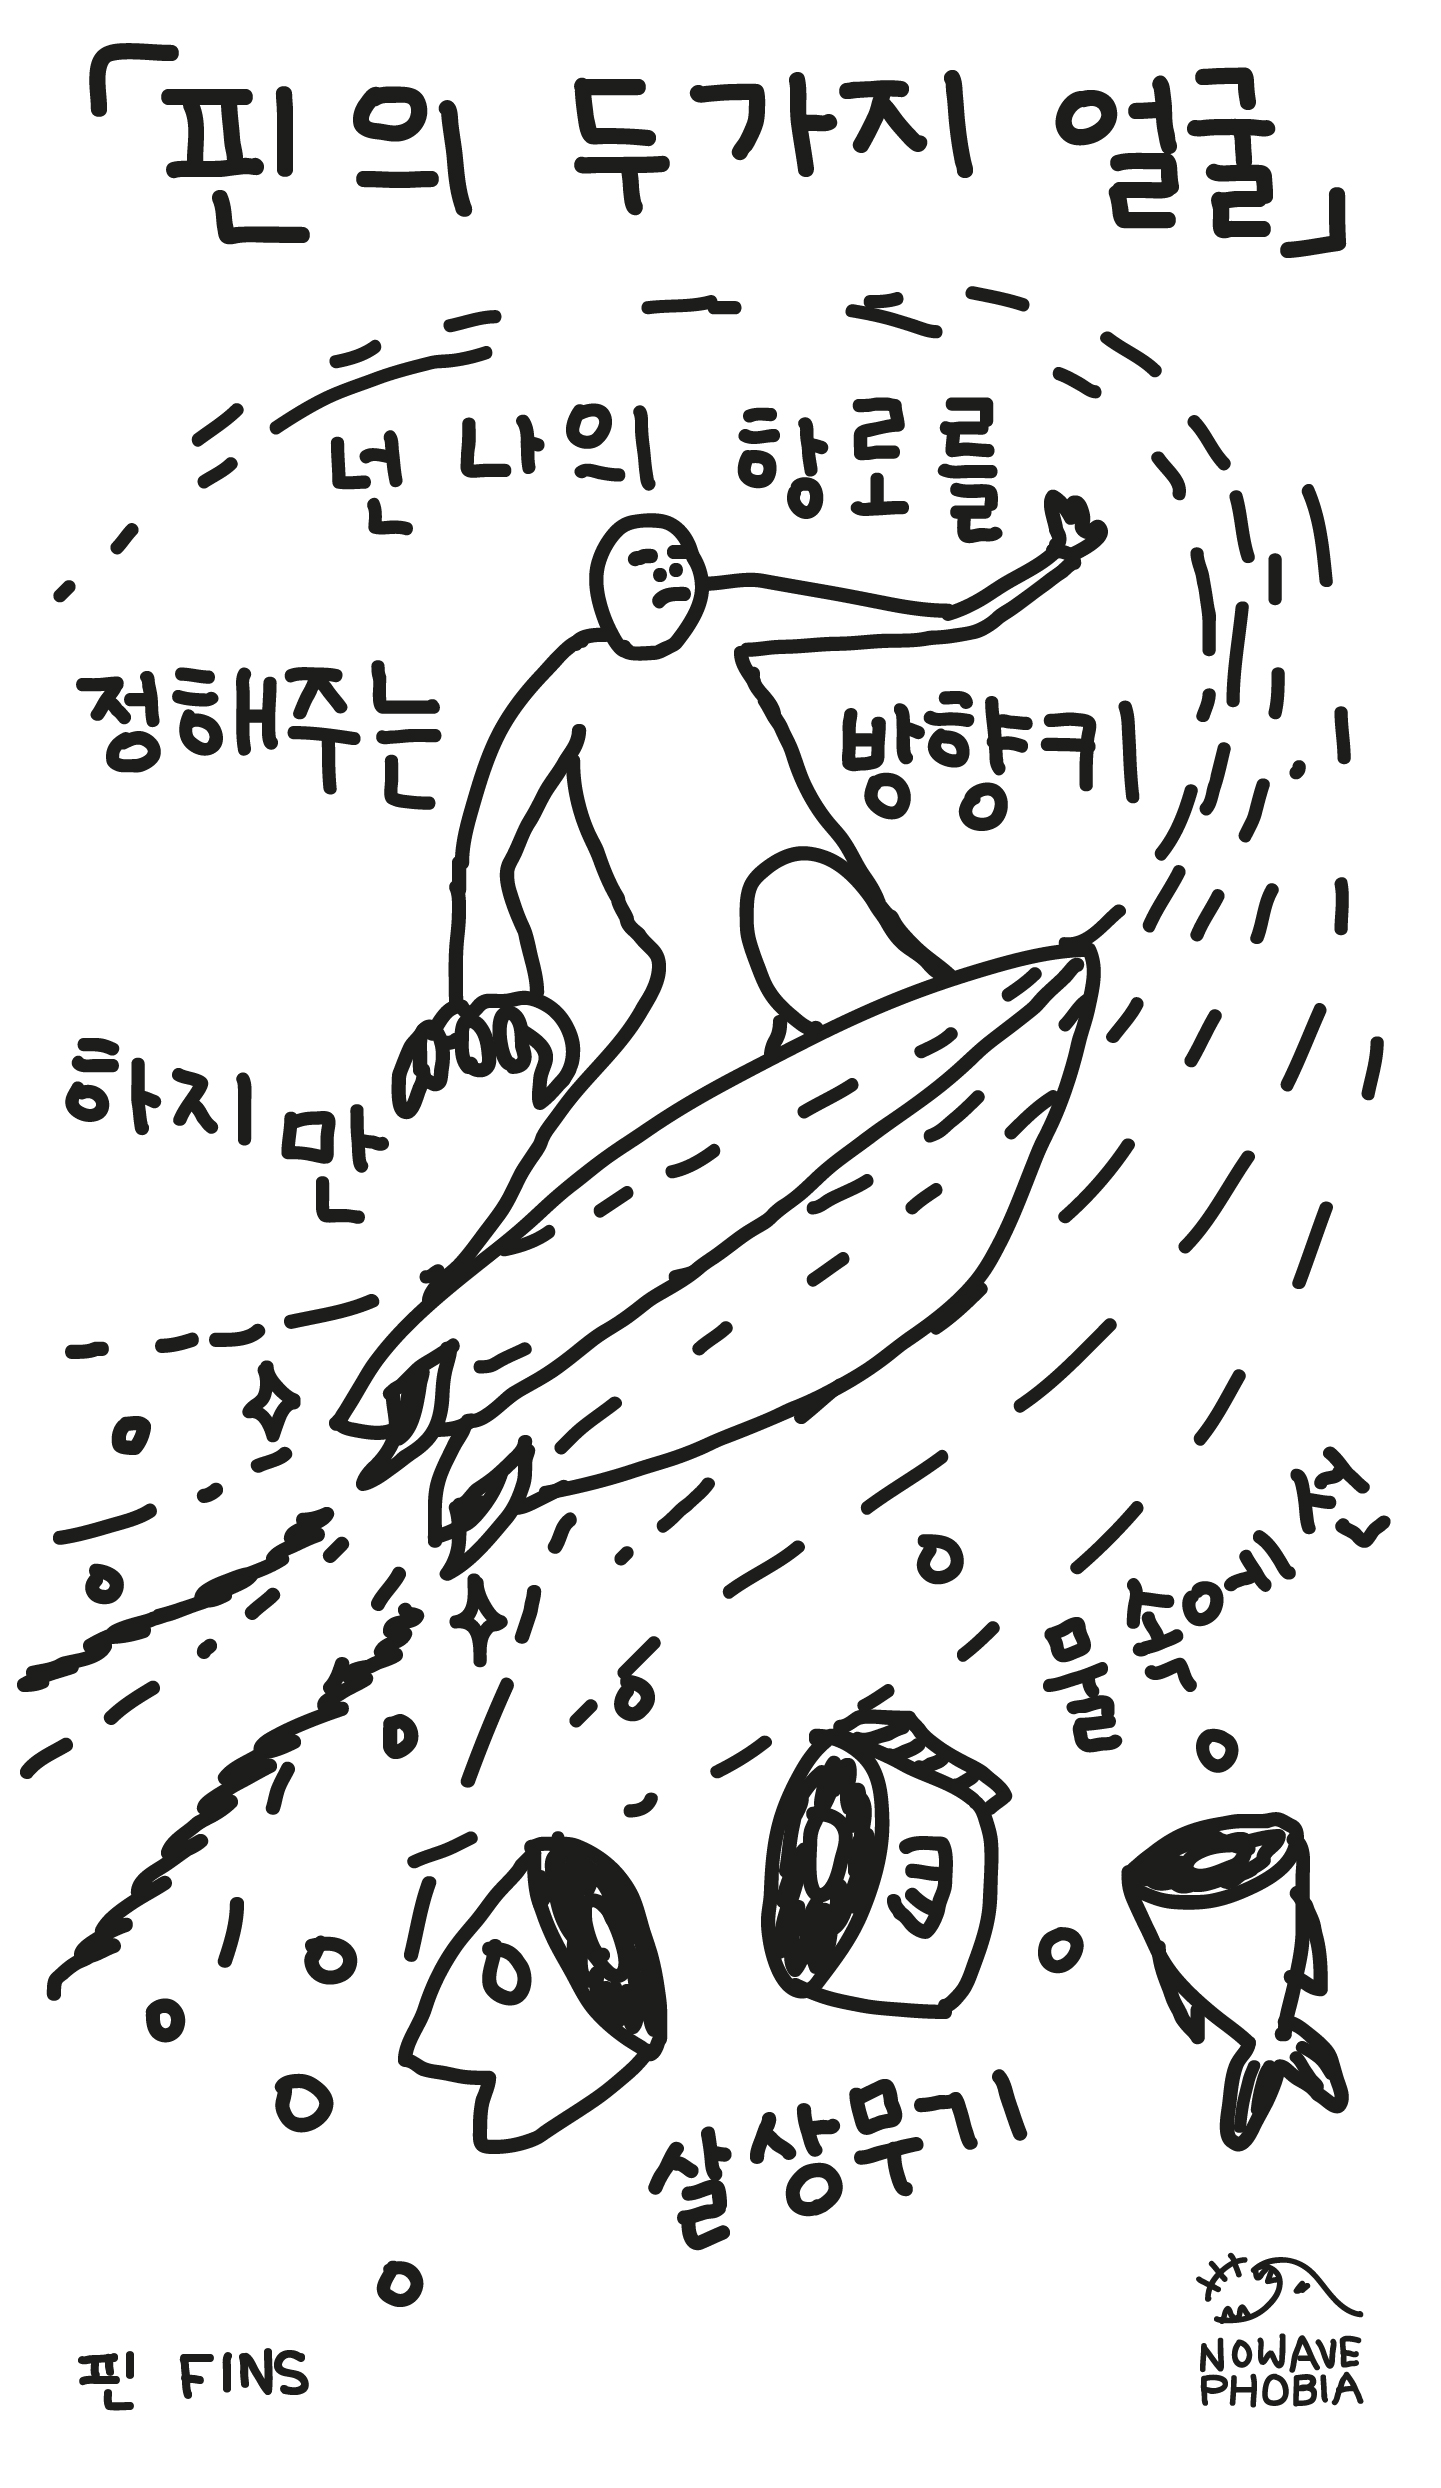 「핀의 두가지 얼굴」
넌 나의 항로를
정해주는
방향키
하지만
물속에선
살상무기
핀 FINS
NOWAVE
PHOBIA